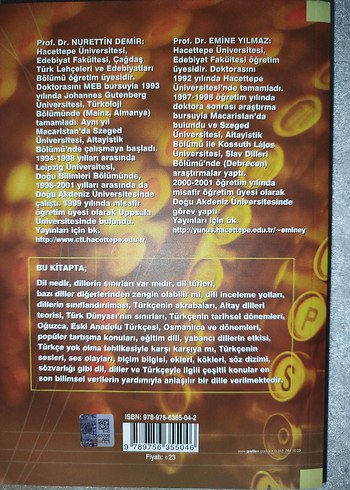 Prof. Dr. NURETTİN DEMİR:
Hacettepe Üniversitesi,
Edebiyat Fakültesi, Çağdaş
Türk Lehçeleri ve Edebiyatları
Bölümü öğretim üyesidir.
Doktorasını MEB bursuyla 1993
yılında Johannes Gutenberg
Üniversitesi, Türkoloji
Bölümünde (Mainz, Almanya)
tamamladı. Aynı yıl
Macaristan'da Szeged
Üniversitesi, Altayistik
Bölümü'nde çalışmaya başladı.
1994-1998 yılları arasında
Leipzig Üniversitesi,
Doğu Bilimleri Bölümünde,
1998-2001 yılları arasında da
Doğu Akdeniz Üniversitesinde
çalıştı. 1999 yılında misafir
öğretim üyesi olarak Uppsala
Üniversitesinde bulundu.
Yayınları için bk.
http://www.ctl.hacettepe.edu.tr
Prof. Dr. EMİNE YILMAZ:
Hacettepe Üniversitesi,
Edebiyat Fakültesi öğretim
üyesidir. Doktorasını
1992 yılında Hacettepe
Üniversitesi'nde tamamladı.
1997-1998 öğretim yılında
doktora sonrası araştırma
bursuyla Macaristan'da
bulundu ve Szeged
Üniversitesi, Altayistik
Bölümü ile Kossuth Lájos
Üniversitesi, Slav Dilleri
Bölümü'nde (Debreçen)
araştırmalar yaptı.
2000-2001 öğretim yılında
misafir öğretim üyesi olarak
Doğu Akdeniz Üniversitesinde
görev yaptı.
Yayınları için bk.
http://yunus.hacettepe.edu.tr/~eminey
BU KİTAPTA;
Dil nedir, dillerin sınırları var mıdır, dil türleri,
bazı diller diğerlerinden zengin olabilir mi, dili inceleme yolları,
dillerin sınıflandırılması, Türkçenin akrabaları, Altay dilleri
teorisi, Türk Dünyası'nın sınırları, Türkçenin tarihsel dönemleri,
Oğuzca, Eski Anadolu Türkçesi, Osmanlıca ve dönemleri,
popüler tartışma konuları, eğitim dili, yabancı dillerin etkisi,
Türkçe yok olma tehlikesiyle karşı karşıya mı, Türkçenin
sesleri, ses olayları, biçim bilgisi, ekleri, kökleri, söz dizimi,
sözvarlığı gibi dil, diller ve Türkçeyle ilgili çeşitli konular en
son bilimsel verilerin yardımıyla anlaşılır bir dille verilmektedir.
ISBN: 978-975-6355-04-2
9 789756 355046
Fiyatı: ₺23